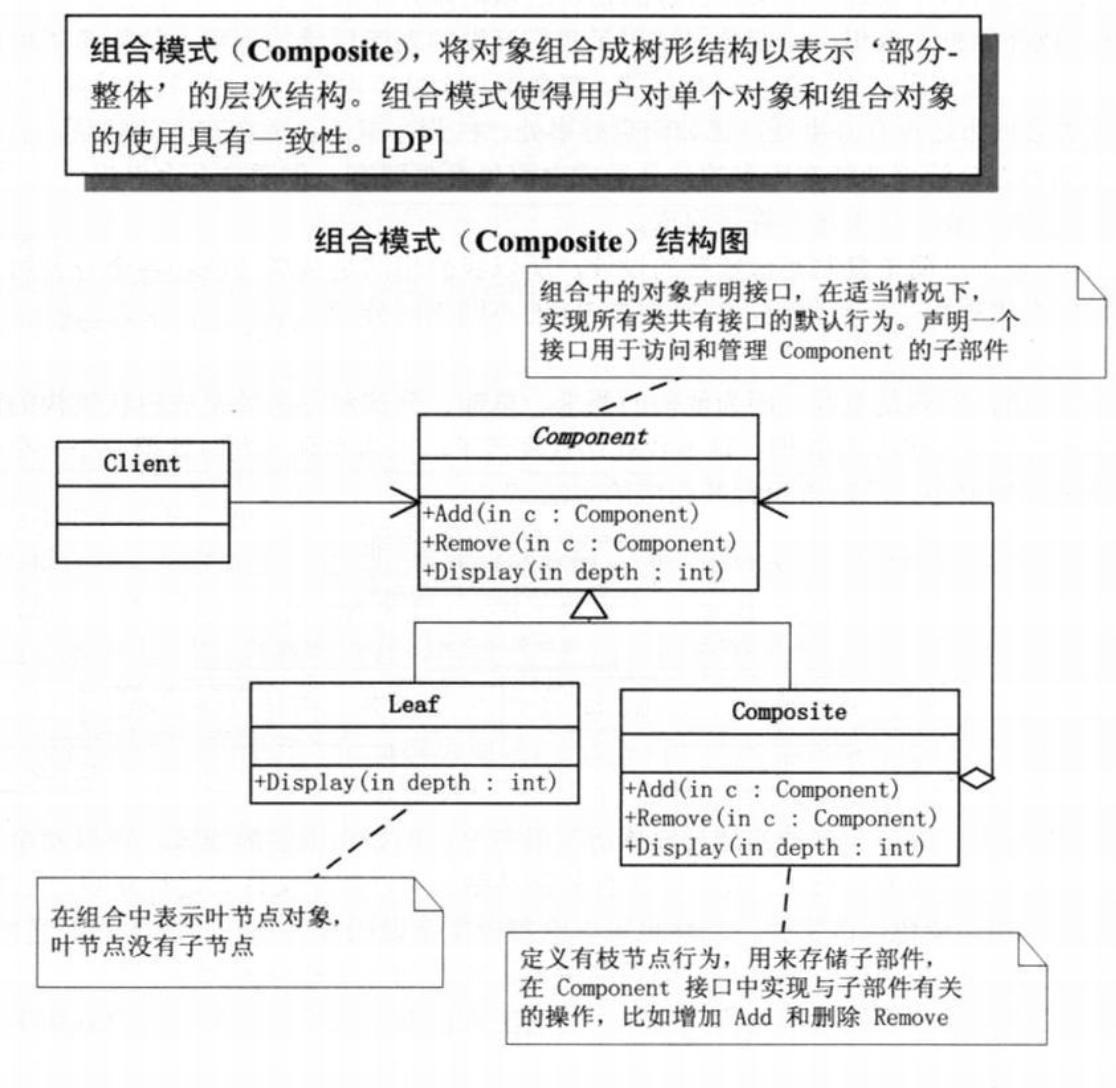 组合模式（Composite），将对象组合成树形结构以表示‘部分-
整体’的层次结构。组合模式使得用户对单个对象和组合对象
的使用具有一致性。[DP]
组合模式（Composite）结构图
组合中的对象声明接口，在适当情况下，
实现所有类共有接口的默认行为。声明一个
接口用于访问和管理 Component 的子部件
Client
Component
+Add(in c : Component)
+Remove(in c : Component)
+Display(in depth : int)
Leaf
+Display(in depth : int)
Composite
+Add(in c : Component)
+Remove(in c : Component)
+Display(in depth : int)
在组合中表示叶节点对象，
叶节点没有子节点
定义有枝节点行为，用来存储子部件，
在 Component 接口中实现与子部件有关
的操作，比如增加 Add 和删除 Remove